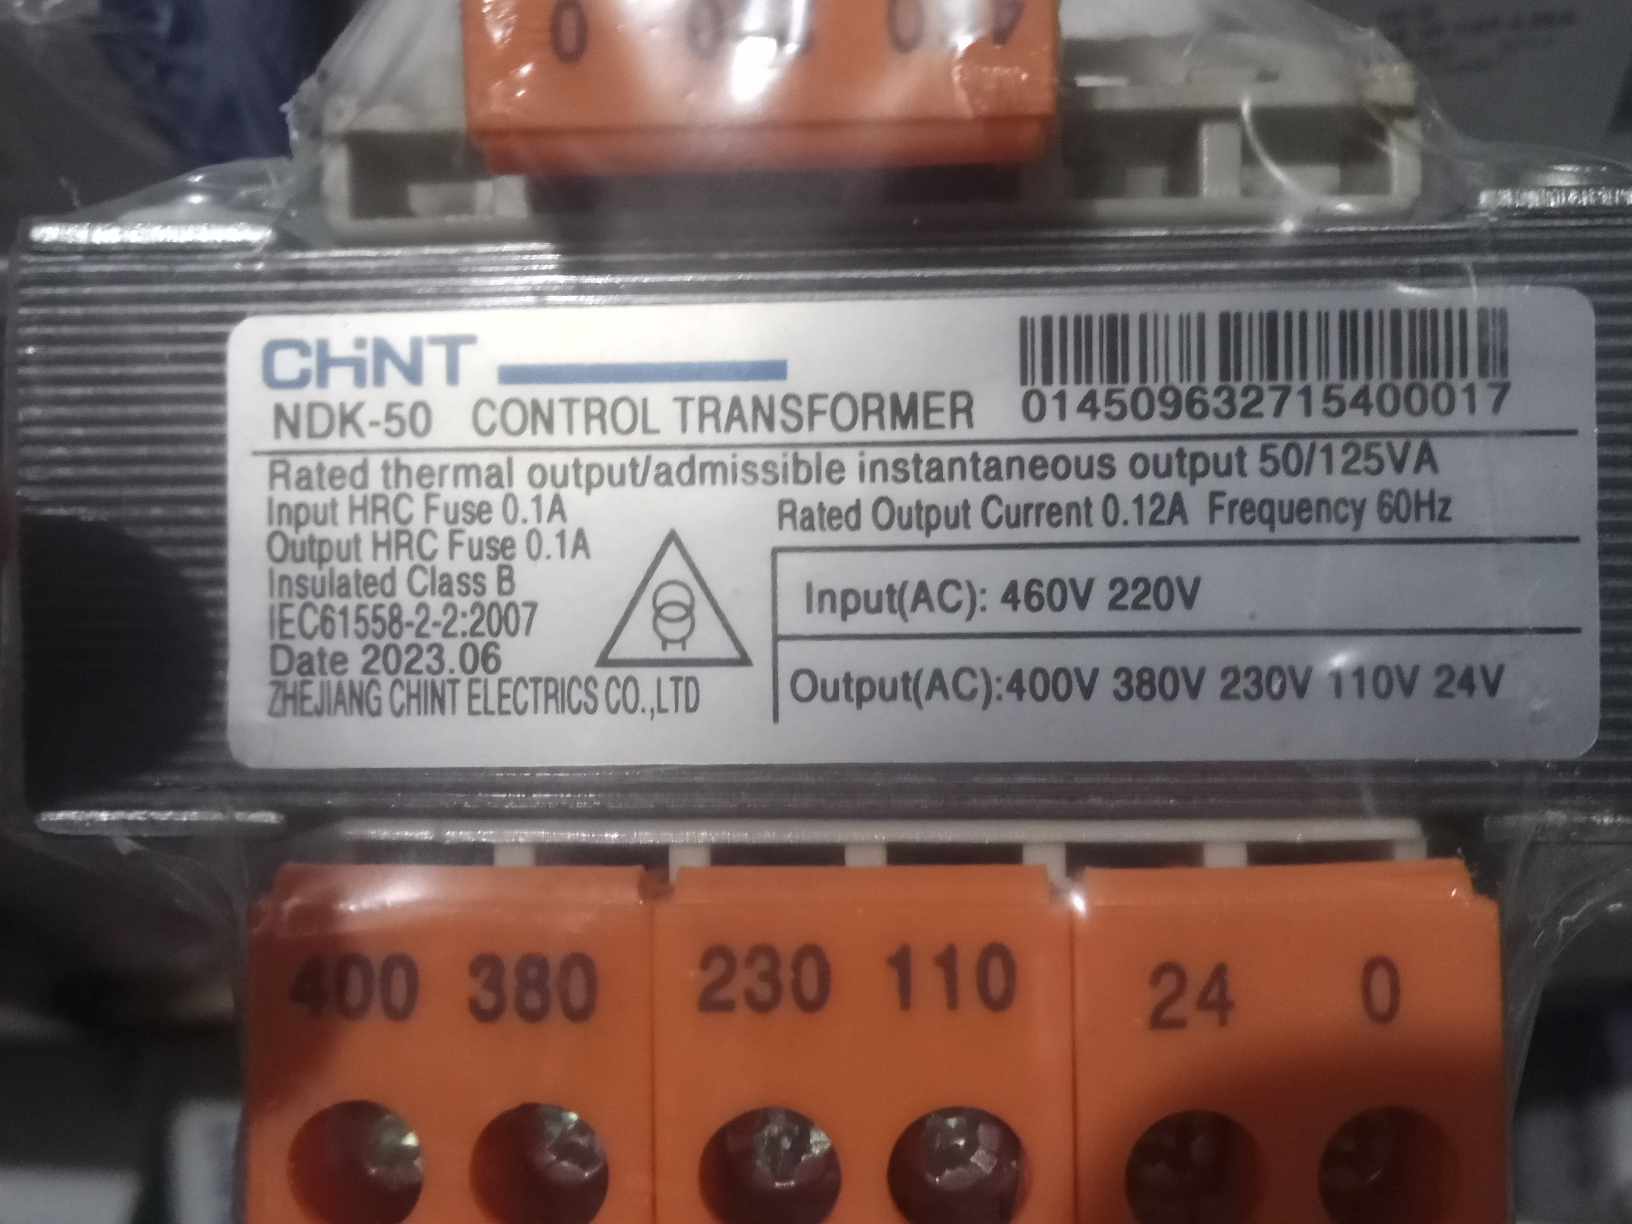 CHiNT
014509632715400017
NDK-50 CONTROL TRANSFORMER
Rated thermal output/admissible instantaneous output 50/125VA
Input HRC Fuse 0.1A
Rated Output Current 0.12A Frequency 60Hz
Output HRC Fuse 0.1A
Insulated Class B
IEC61558-2-2:2007
Date 2023.06
ZHEJIANG CHINT ELECTRICS CO.,LTD
Input(AC): 460V 220V
Output(AC):400V 380V 230V 110V 24V
400 380 230 110 24 0